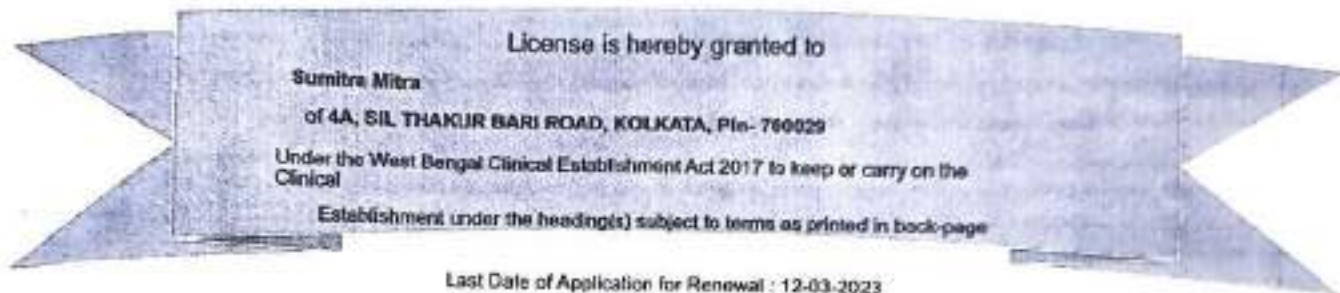 License is hereby granted to
Sumitra Mitra
of 4A, SIL THAKUR BARI ROAD, KOLKATA, Pin- 700029
Under the West Bengal Clinical Establishment Act 2017 to keep or carry on the
Clinical
Establishment under the heading(s) subject to terms as printed in back-page
Last Date of Application for Renewal : 12-03-2023